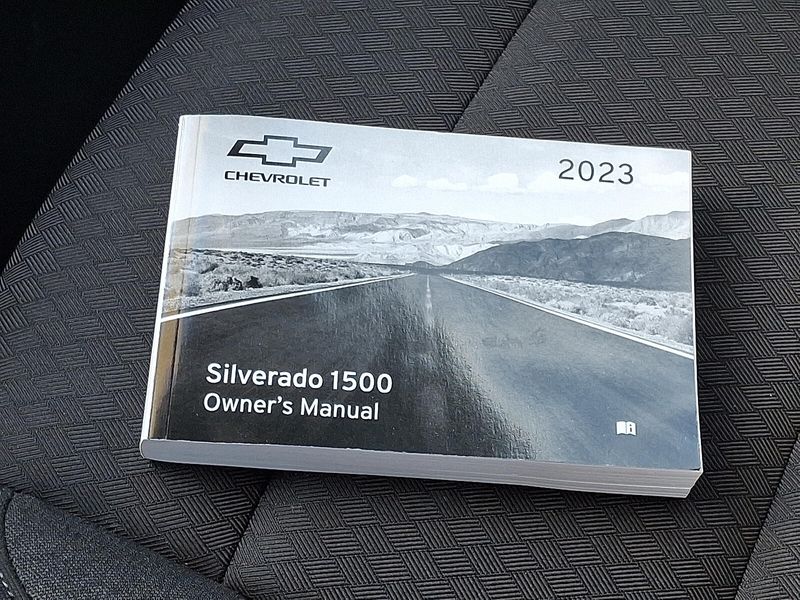 CHEVROLET
2023
Silverado 1500
Owner's Manual